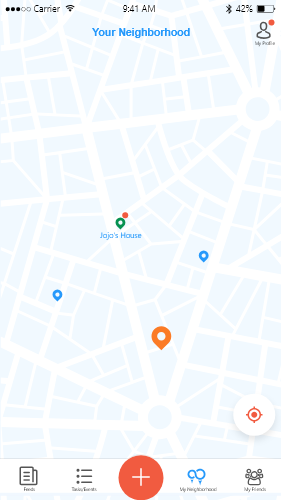 Carrier 9:41 AM 42%
Your Neighborhood
My Profile
Jojo's House
Feeds Tasks/Events My Neighborhood My Friends